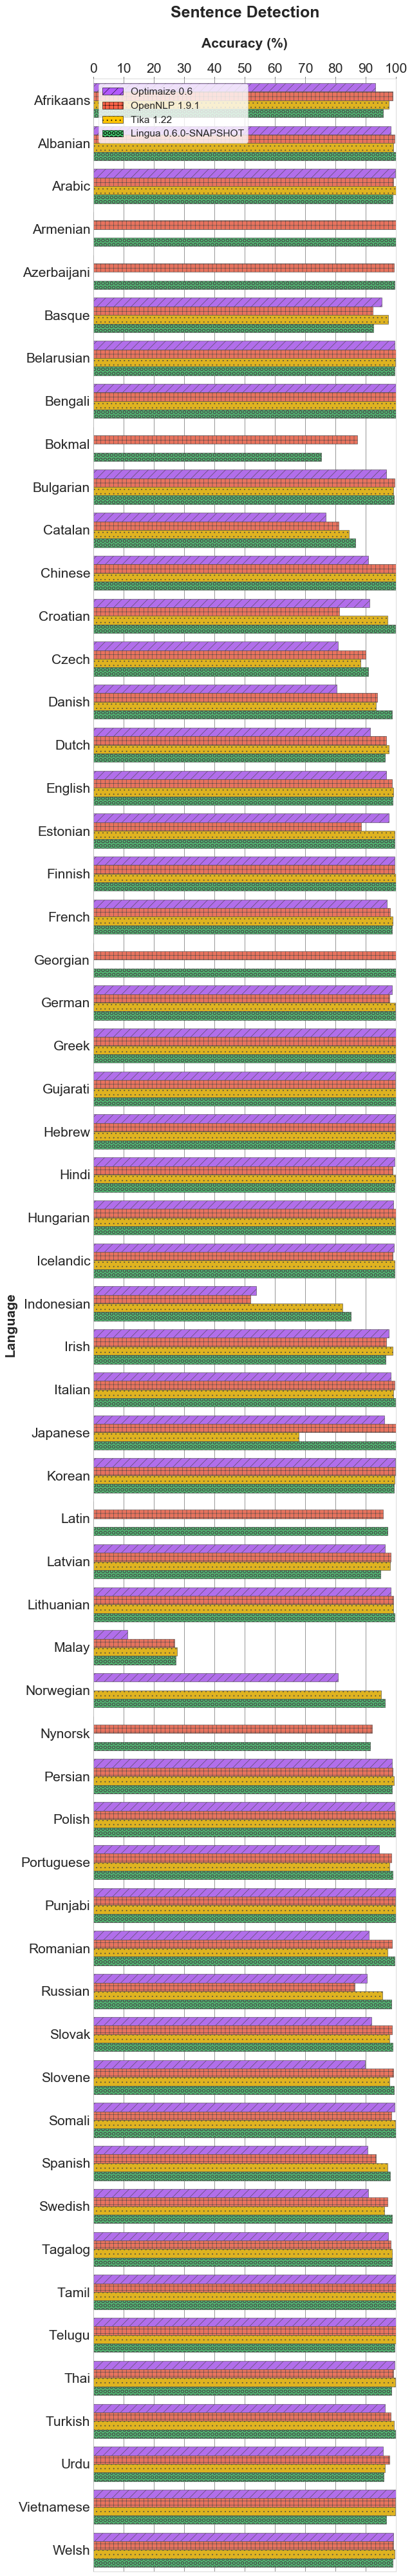 Sentence Detection
Accuracy (%)
0 10 20 30 40 50 60 70 80 90 100
Optimaize 0.6
OpenNLP 1.9.1
Tika 1.22
Lingua 0.6.0-SNAPSHOT
Language
Afrikaans
Albanian
Arabic
Armenian
Azerbaijani
Basque
Belarusian
Bengali
Bokmal
Bulgarian
Catalan
Chinese
Croatian
Czech
Danish
Dutch
English
Estonian
Finnish
French
Georgian
German
Greek
Gujarati
Hebrew
Hindi
Hungarian
Icelandic
Indonesian
Irish
Italian
Japanese
Korean
Latin
Latvian
Lithuanian
Malay
Norwegian
Nynorsk
Persian
Polish
Portuguese
Punjabi
Romanian
Russian
Slovak
Slovene
Somali
Spanish
Swedish
Tagalog
Tamil
Telugu
Thai
Turkish
Urdu
Vietnamese
Welsh